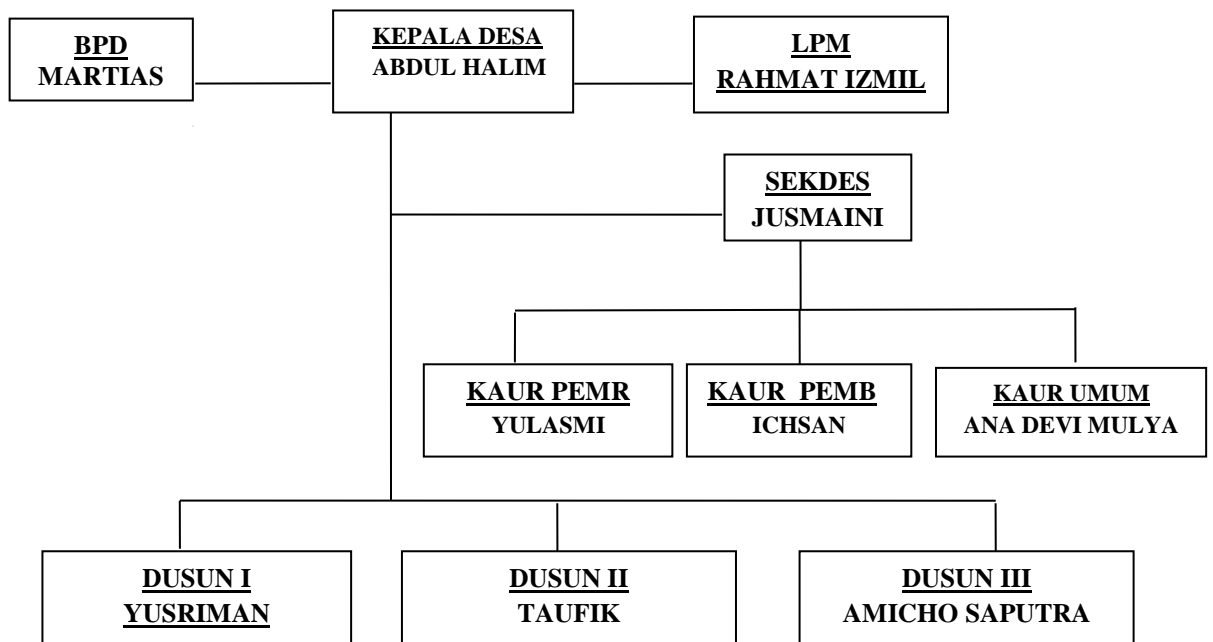 BPD
MARTIAS
KEPALA DESA
ABDUL HALIM
LPM
RAHMAT IZMIL
SEKDES
JUSMAINI
KAUR PEMR
YULASMI
KAUR PEMB
ICHSAN
KAUR UMUM
ANA DEVI MULYA
DUSUN I
YUSRIMAN
DUSUN II
TAUFIK
DUSUN III
AMICHO SAPUTRA